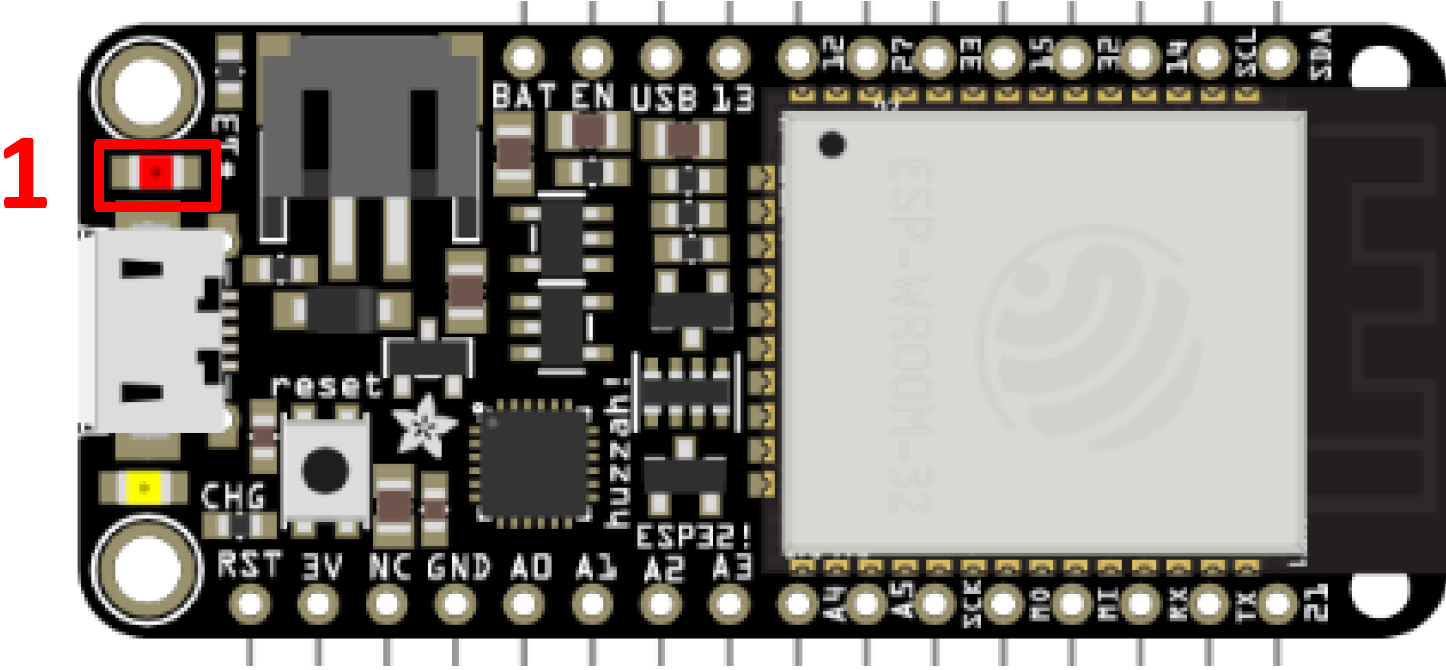 1
#13
BAT EN USB 13
12 27 33 15 32 14 SCL SDA
ESP-WROOM-32
reset
CHG
huzzah!
ESP32!
RST 3V NC GND A0 A1 A2 A3
A4 A5 SCK MO MI RX TX 21